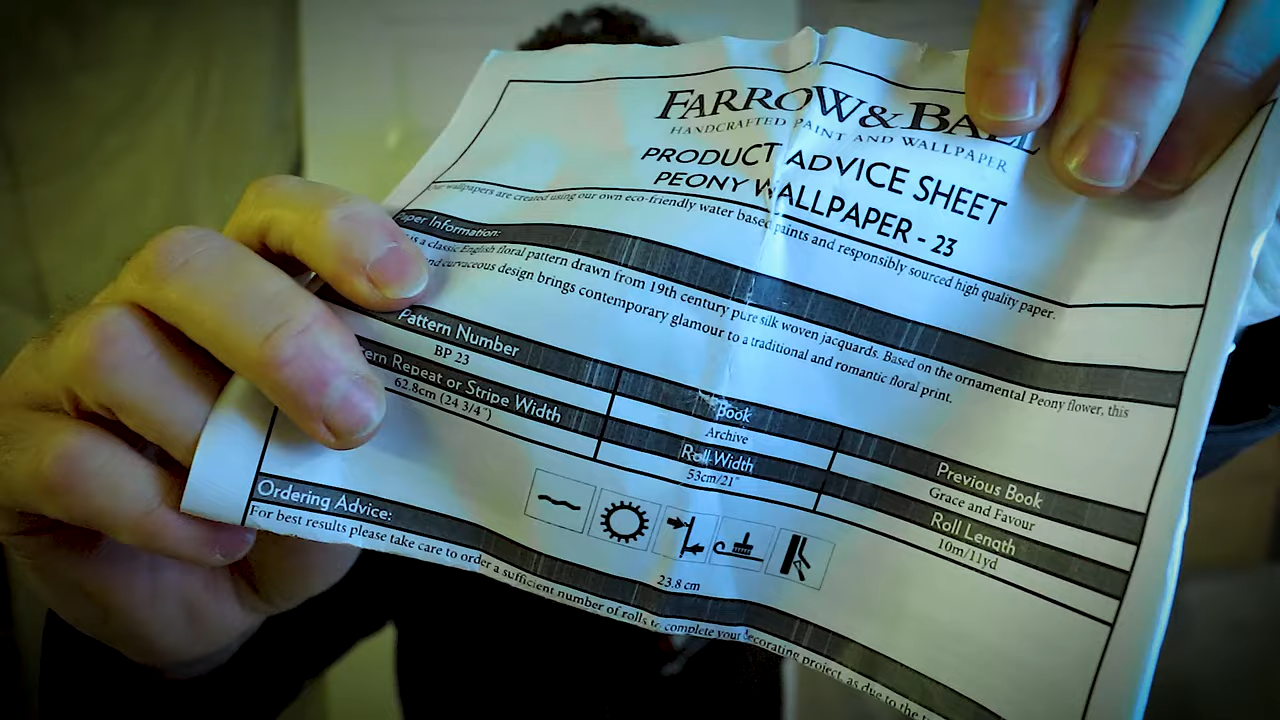 FARROW & BALL
HANDCRAFTED PAINT AND WALLPAPER
PRODUCT ADVICE SHEET
PEONY WALLPAPER - 23
wallpapers are created using our own eco-friendly water based paints and responsibly sourced high quality paper.
Information:
is a classic English floral pattern drawn from 19th century pure silk woven jacquards. Based on the ornamental Peony flower, this
and curvaceous design brings contemporary glamour to a traditional and romantic floral print.
Pattern Number Book Previous Book
BP 23 Archive Grace and Favour
Repeat or Stripe Width Roll Width Roll Length
62.8cm (24 3/4") 53cm/21" 10m/11yd
23.8 cm
Ordering Advice:
For best results please take care to order a sufficient number of rolls to complete your decorating project, as due to the